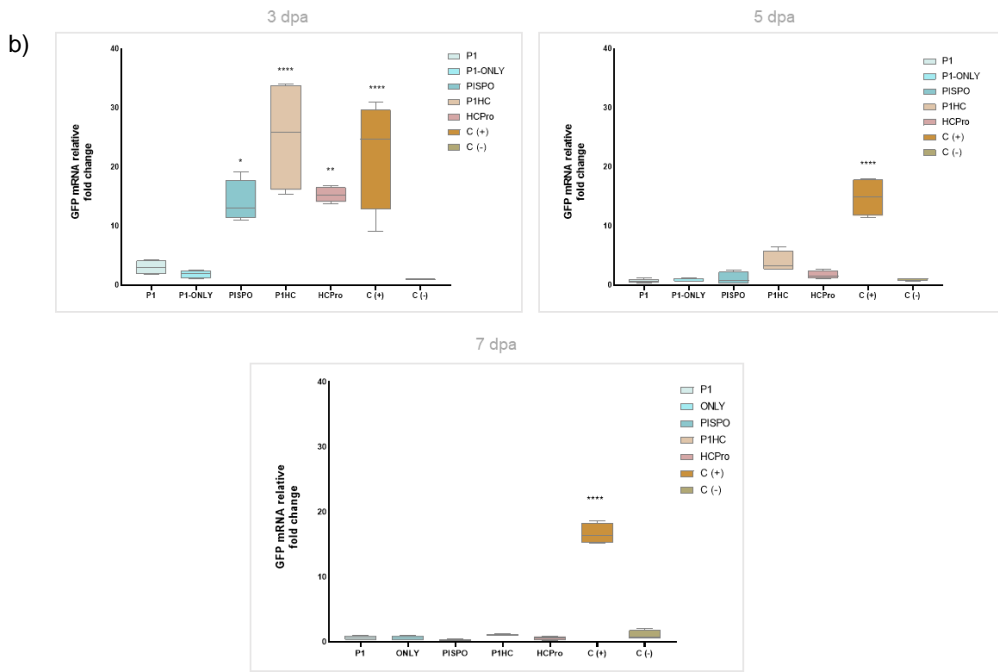 3 dpa
5 dpa
b)
40
30
20
10
0
GFP mRNA relative
fold change
*
****
**
****
P1
P1-ONLY
PISPO
P1HC
HCPro
C (+)
C (-)
P1
P1-ONLY
PISPO
P1HC
HCPro
C (+)
C (-)
40
30
20
10
0
GFP mRNA relative
fold change
****
P1
P1-ONLY
PISPO
P1HC
HCPro
C (+)
C (-)
P1
P1-ONLY
PISPO
P1HC
HCPro
C (+)
C (-)
7 dpa
40
30
20
10
0
GFP mRNA relative
fold change
****
P1
ONLY
PISPO
P1HC
HCPro
C (+)
C (-)
P1
ONLY
PISPO
P1HC
HCPro
C (+)
C (-)